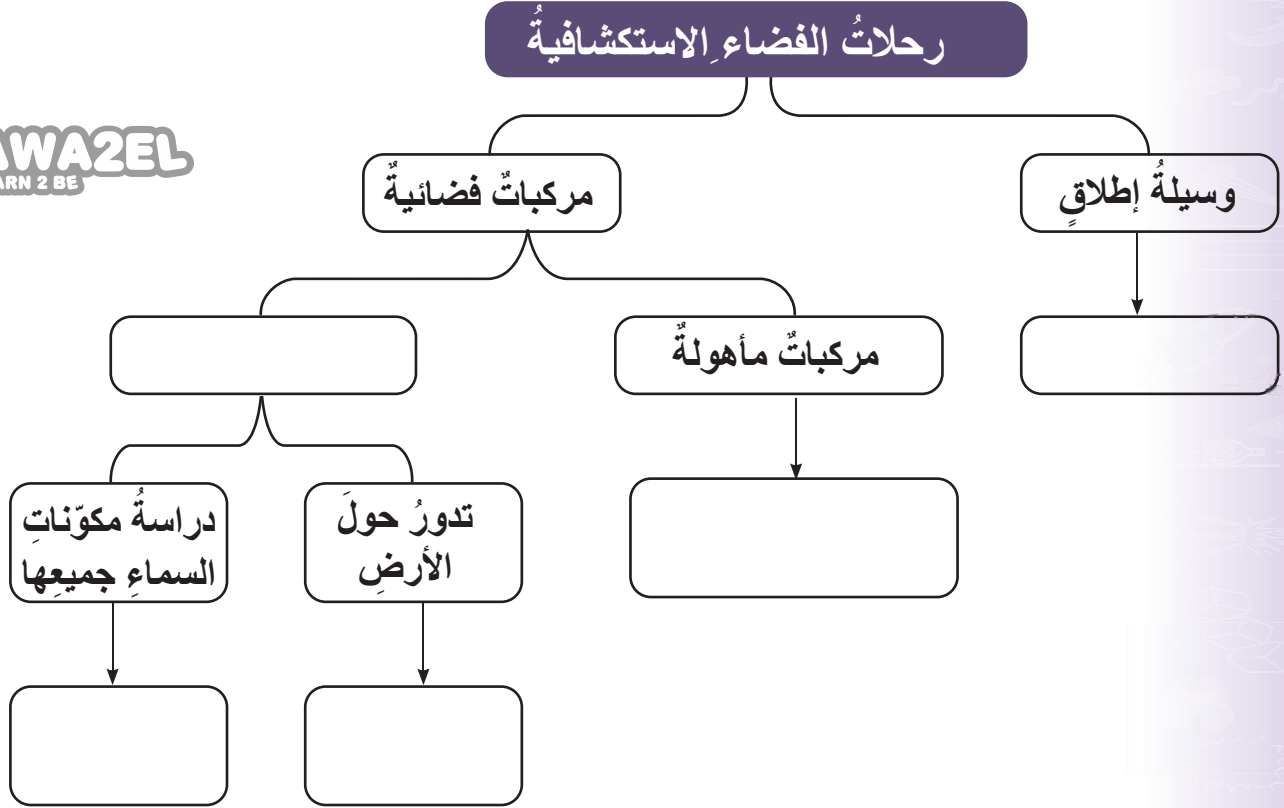 رحلاتُ الفضاءِ الاستكشافيةُ
وسيلةُ إطلاقٍ
مركباتٌ فضائيةٌ
مركباتٌ مأهولةٌ
تدورُ حولَ
الأرضِ
دراسةُ مكوّناتِ
السماءِ جميعِها
AWA2EL
ARN 2 BE